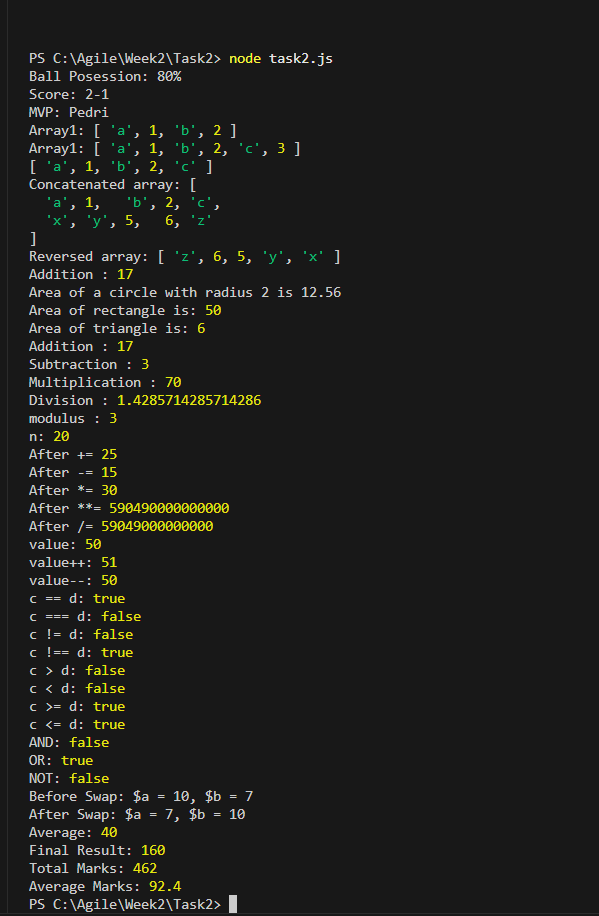 PS C:\Agile\Week2\Task2> node task2.js
Ball Posession: 80%
Score: 2-1
MVP: Pedri
Array1: [ 'a', 1, 'b', 2 ]
Array1: [ 'a', 1, 'b', 2, 'c', 3 ]
[ 'a', 1, 'b', 2, 'c' ]
Concatenated array: [
  'a', 1,   'b', 2, 'c',
  'x', 'y', 5,   6, 'z'
]
Reversed array: [ 'z', 6, 5, 'y', 'x' ]
Addition : 17
Area of a circle with radius 2 is 12.56
Area of rectangle is: 50
Area of triangle is: 6
Addition : 17
Subtraction : 3
Multiplication : 70
Division : 1.4285714285714286
modulus : 3
n: 20
After += 25
After -= 15
After *= 30
After **= 590490000000000
After /= 59049000000000
value: 50
value++: 51
value--: 50
c == d: true
c === d: false
c != d: false
c !== d: true
c > d: false
c < d: false
c >= d: true
c <= d: true
AND: false
OR: true
NOT: false
Before Swap: $a = 10, $b = 7
After Swap: $a = 7, $b = 10
Average: 40
Final Result: 160
Total Marks: 462
Average Marks: 92.4
PS C:\Agile\Week2\Task2>